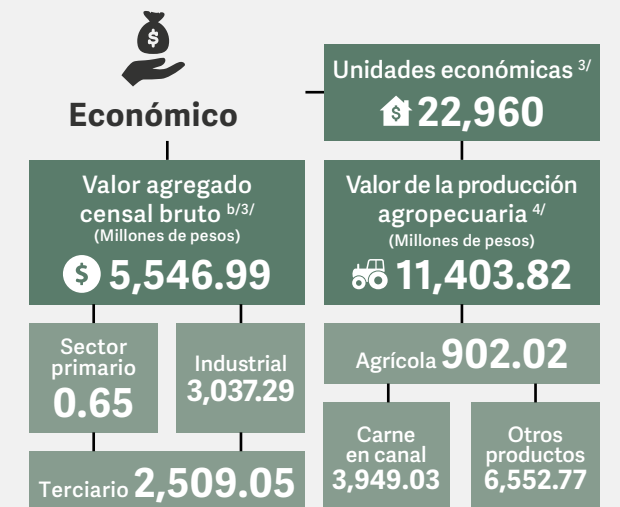 $
Económico
Unidades económicas 3/
$ 22,960
Valor agregado
censal bruto b/3/
(Millones de pesos)
$ 5,546.99
Sector
primario
0.65
Industrial
3,037.29
Terciario 2,509.05
Valor de la producción
agropecuaria 4/
(Millones de pesos)
11,403.82
Agrícola 902.02
Carne
en canal
3,949.03
Otros
productos
6,552.77